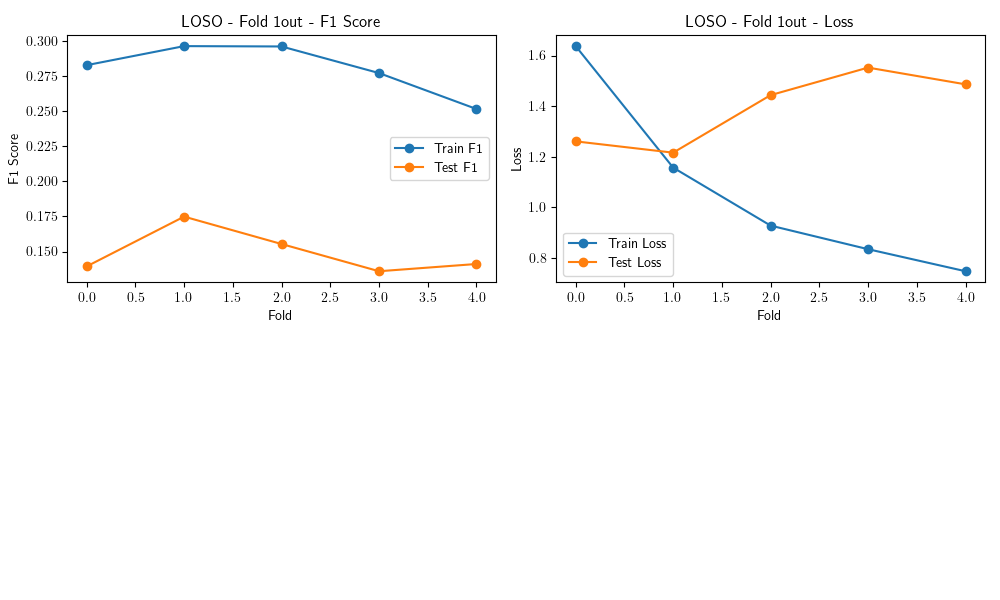 LOSO - Fold 1out - F1 Score
0.300
0.275
0.250
0.225
0.200
0.175
0.150
F1 Score
Train F1
Test F1
0.0 0.5 1.0 1.5 2.0 2.5 3.0 3.5 4.0
Fold
LOSO - Fold 1out - Loss
1.6
1.4
1.2
1.0
0.8
Loss
Train Loss
Test Loss
0.0 0.5 1.0 1.5 2.0 2.5 3.0 3.5 4.0
Fold